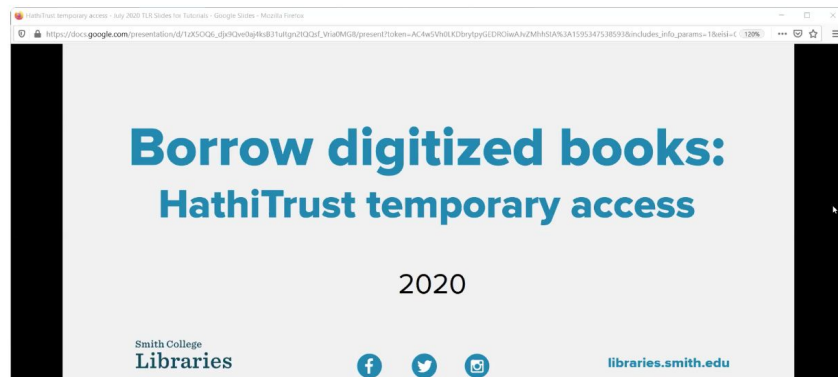 HathiTrust temporary access - July 2020 TLB Slides for Tutorials - Google Slides - Mozilla Firefox
120%
Borrow digitized books:
HathiTrust temporary access
2020
Smith College
Libraries
libraries.smith.edu